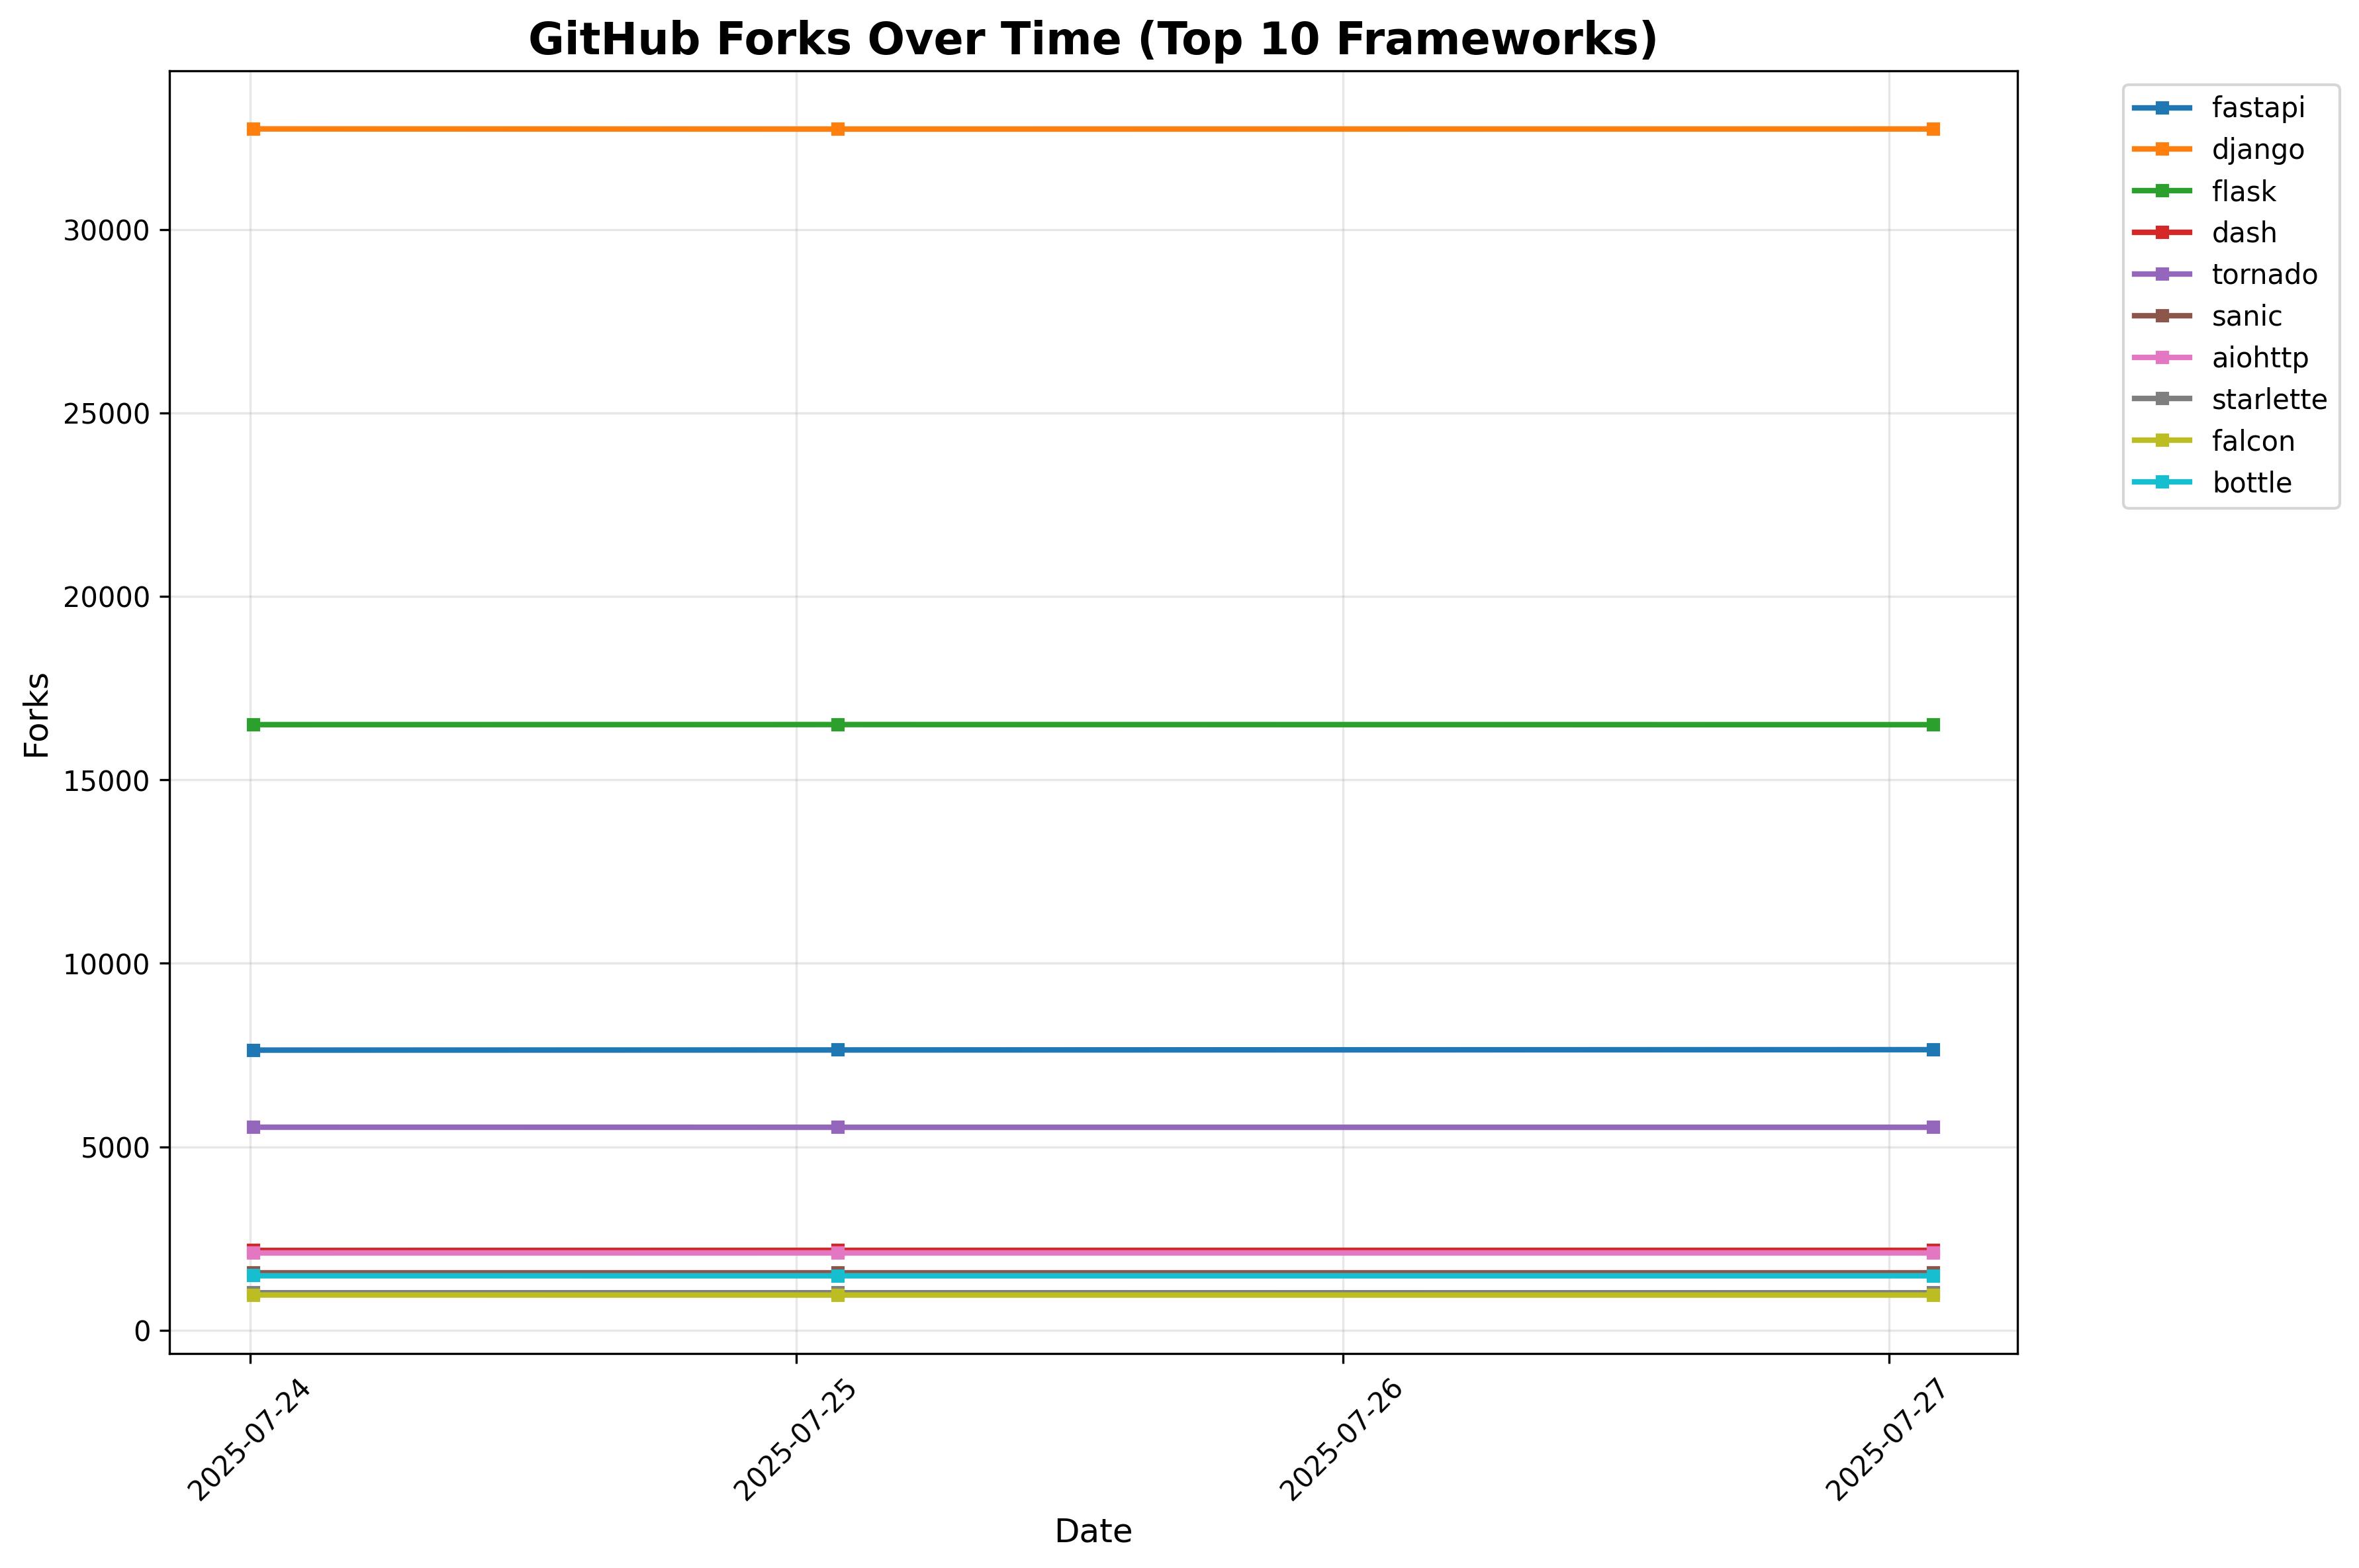 GitHub Forks Over Time (Top 10 Frameworks)
fastapi
django
flask
dash
tornado
sanic
aiohttp
starlette
falcon
bottle
Forks
30000
25000
20000
15000
10000
5000
0
2025-07-24
2025-07-25
2025-07-26
2025-07-27
Date